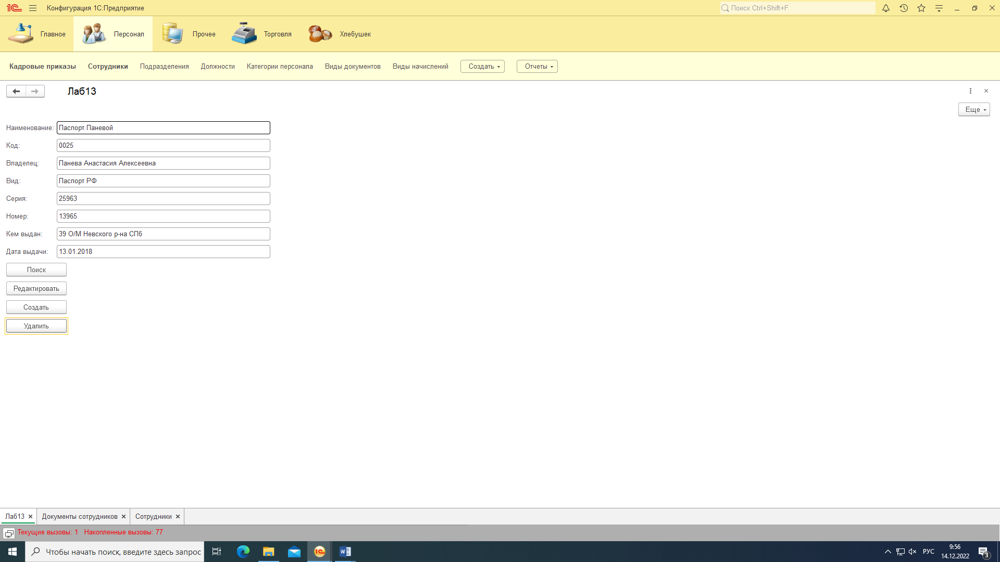 1С Конфигурация 1С:Предприятие Поиск Ctrl+Shift+F
Главное Персонал Прочее Торговля Хлебушек
Кадровые приказы Сотрудники Подразделения Должности Категории персонала Виды документов Виды начислений Создать Отчеты
Лаб13
Еще
Наименование: Паспорт Паневой
Код: 0025
Владелец: Панева Анастасия Алексеевна
Вид: Паспорт РФ
Серия: 25963
Номер: 13965
Кем выдан: 39 О/М Невского р-на СПб
Дата выдачи: 13.01.2018
Поиск
Редактировать
Создать
Удалить
Лаб13 Документы сотрудников Сотрудники
Текущие вызовы: 1 Накопленные вызовы: 77
Чтобы начать поиск, введите здесь запрос
РУС
9:56
14.12.2022
3